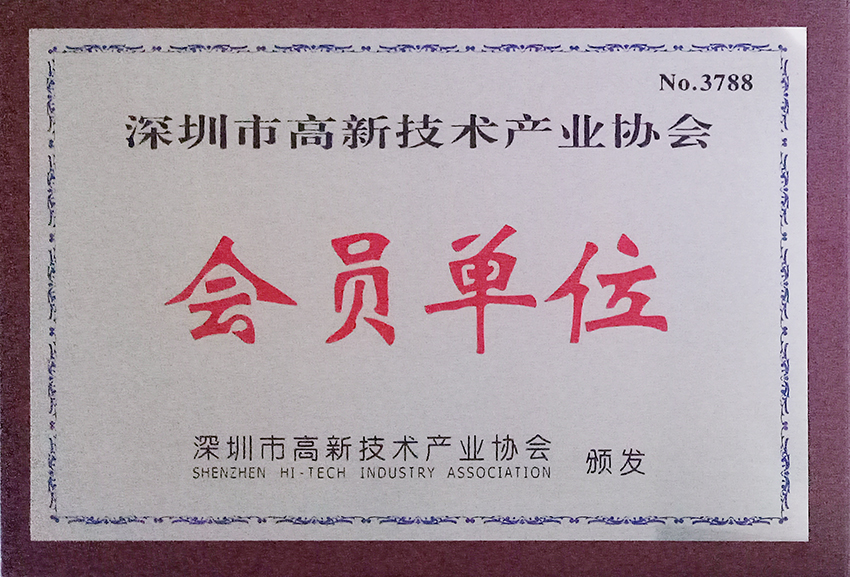 No.3788
深圳市高新技术产业协会
会员单位
深圳市高新技术产业协会
SHENZHEN HI-TECH INDUSTRY ASSOCIATION
颁发